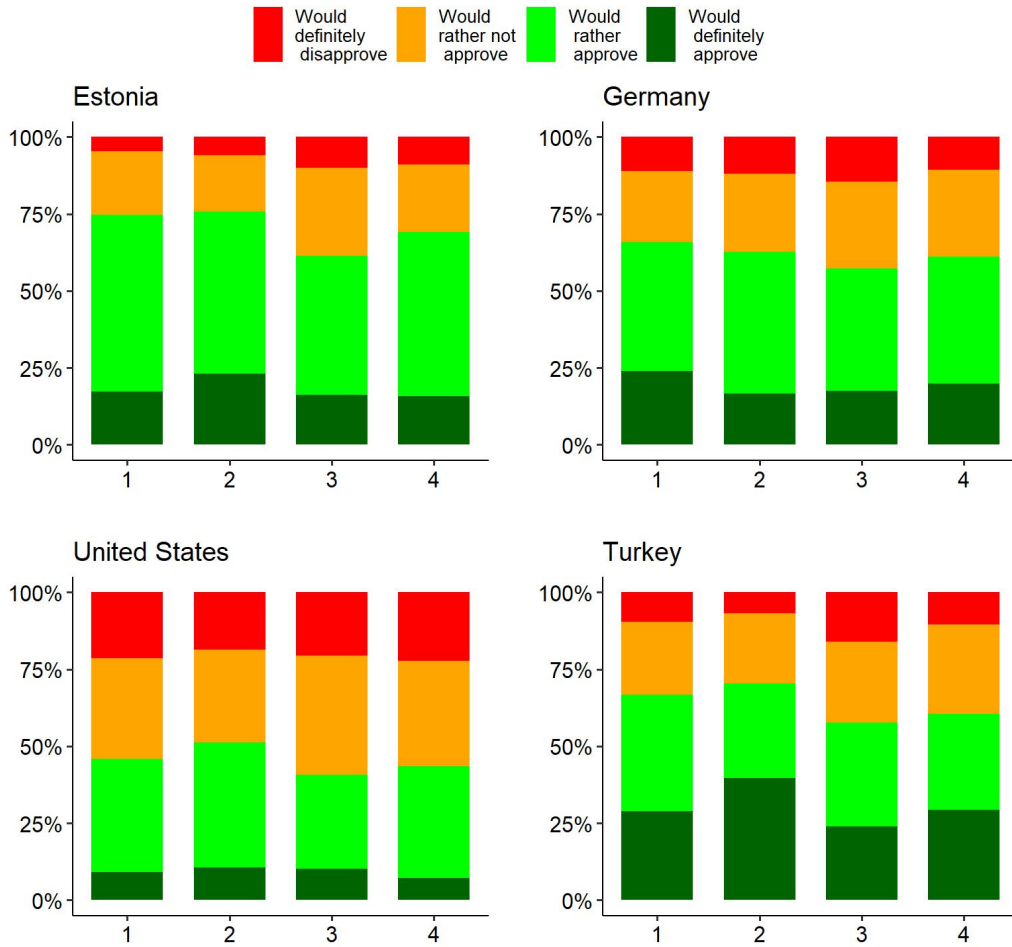 Would definitely disapprove
Would rather not approve
Would rather approve
Would definitely approve
Estonia
100%
75%
50%
25%
0%
1 2 3 4
Germany
100%
75%
50%
25%
0%
1 2 3 4
United States
100%
75%
50%
25%
0%
1 2 3 4
Turkey
100%
75%
50%
25%
0%
1 2 3 4